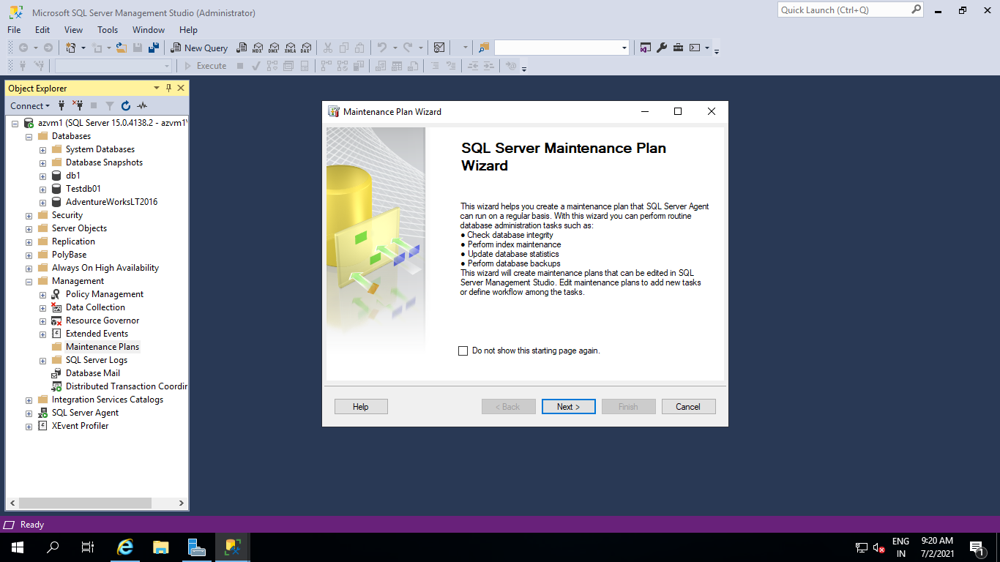 Microsoft SQL Server Management Studio (Administrator)
Quick Launch (Ctrl+Q)
File Edit View Tools Window Help
New Query MDX DMX XMLA DAX
Execute
Object Explorer
Connect
azvm1 (SQL Server 15.0.4138.2 - azvm1\
Databases
System Databases
Database Snapshots
db1
Testdb01
AdventureWorksLT2016
Security
Server Objects
Replication
PolyBase
Always On High Availability
Management
Policy Management
Data Collection
Resource Governor
Extended Events
Maintenance Plans
SQL Server Logs
Database Mail
Distributed Transaction Coordin
Integration Services Catalogs
SQL Server Agent
XEvent Profiler
Maintenance Plan Wizard
SQL Server Maintenance Plan
Wizard
This wizard helps you create a maintenance plan that SQL Server Agent
can run on a regular basis. With this wizard you can perform routine
database administration tasks such as:
● Check database integrity
● Perform index maintenance
● Update database statistics
● Perform database backups
This wizard will create maintenance plans that can be edited in SQL
Server Management Studio. Edit maintenance plans to add new tasks
or define workflow among the tasks.
Do not show this starting page again.
Help < Back Next > Finish Cancel
Ready
ENG
IN
9:20 AM
7/2/2021
1